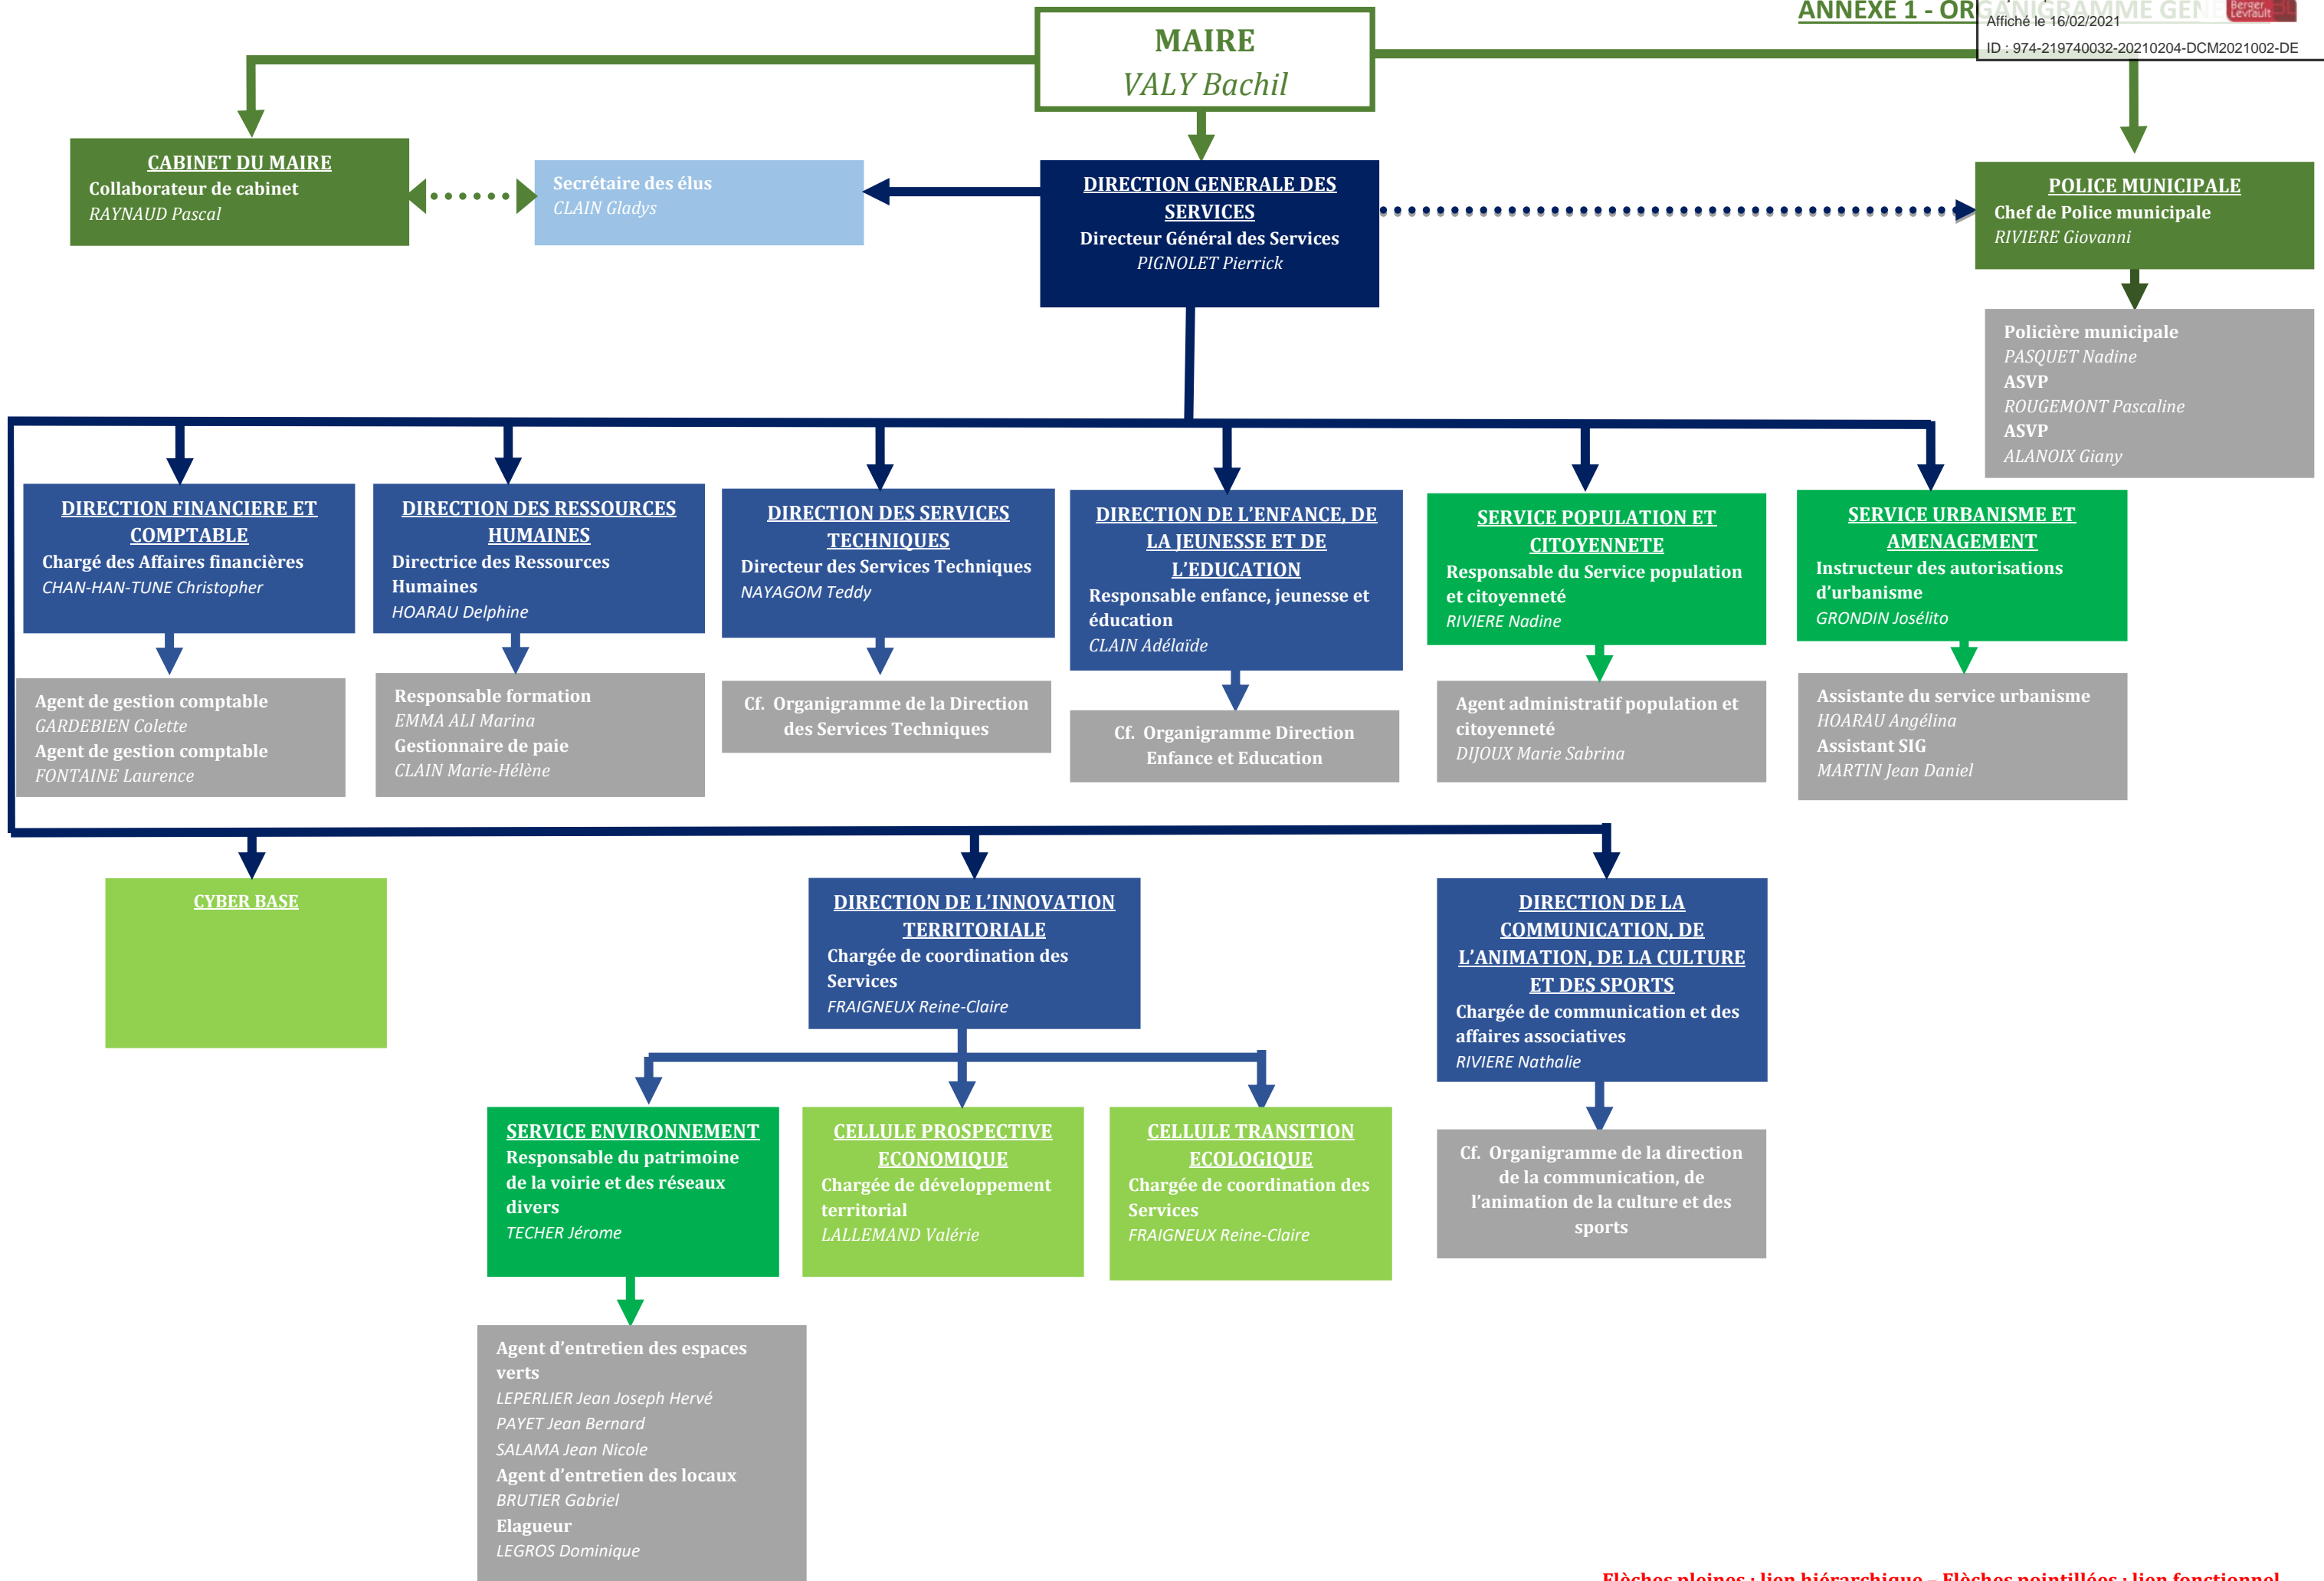 ANNEXE 1 - ORGANIGRAMME GEN
Berger
Levrault
Affiché le 16/02/2021
ID : 974-219740032-20210204-DCM2021002-DE
MAIRE
VALY Bachil
CABINET DU MAIRE
Collaborateur de cabinet
RAYNAUD Pascal
Secrétaire des élus
CLAIN Gladys
DIRECTION GENERALE DES
SERVICES
Directeur Général des Services
PIGNOLET Pierrick
POLICE MUNICIPALE
Chef de Police municipale
RIVIERE Giovanni
Policière municipale
PASQUET Nadine
ASVP
ROUGEMONT Pascaline
ASVP
ALANOIX Giany
DIRECTION FINANCIERE ET
COMPTABLE
Chargé des Affaires financières
CHAN-HAN-TUNE Christopher
DIRECTION DES RESSOURCES
HUMAINES
Directrice des Ressources
Humaines
HOARAU Delphine
DIRECTION DES SERVICES
TECHNIQUES
Directeur des Services Techniques
NAYAGOM Teddy
DIRECTION DE L’ENFANCE, DE
LA JEUNESSE ET DE
L’EDUCATION
Responsable enfance, jeunesse et
éducation
CLAIN Adélaïde
SERVICE POPULATION ET
CITOYENNETE
Responsable du Service population
et citoyenneté
RIVIERE Nadine
SERVICE URBANISME ET
AMENAGEMENT
Instructeur des autorisations
d’urbanisme
GRONDIN Josélito
Agent de gestion comptable
GARDEBIEN Colette
Agent de gestion comptable
FONTAINE Laurence
Responsable formation
EMMA ALI Marina
Gestionnaire de paie
CLAIN Marie-Hélène
Cf. Organigramme de la Direction
des Services Techniques
Cf. Organigramme Direction
Enfance et Education
Agent administratif population et
citoyenneté
DIJOUX Marie Sabrina
Assistante du service urbanisme
HOARAU Angélina
Assistant SIG
MARTIN Jean Daniel
CYBER BASE
DIRECTION DE L’INNOVATION
TERRITORIALE
Chargée de coordination des
Services
FRAIGNEUX Reine-Claire
DIRECTION DE LA
COMMUNICATION, DE
L’ANIMATION, DE LA CULTURE
ET DES SPORTS
Chargée de communication et des
affaires associatives
RIVIERE Nathalie
SERVICE ENVIRONNEMENT
Responsable du patrimoine
de la voirie et des réseaux
divers
TECHER Jérome
CELLULE PROSPECTIVE
ECONOMIQUE
Chargée de développement
territorial
LALLEMAND Valérie
CELLULE TRANSITION
ECOLOGIQUE
Chargée de coordination des
Services
FRAIGNEUX Reine-Claire
Cf. Organigramme de la direction
de la communication, de
l’animation de la culture et des
sports
Agent d’entretien des espaces
verts
LEPERLIER Jean Joseph Hervé
PAYET Jean Bernard
SALAMA Jean Nicole
Agent d’entretien des locaux
BRUTIER Gabriel
Elagueur
LEGROS Dominique
Flèches pleines : lien hiérarchique – Flèches pointillées : lien fonctionnel